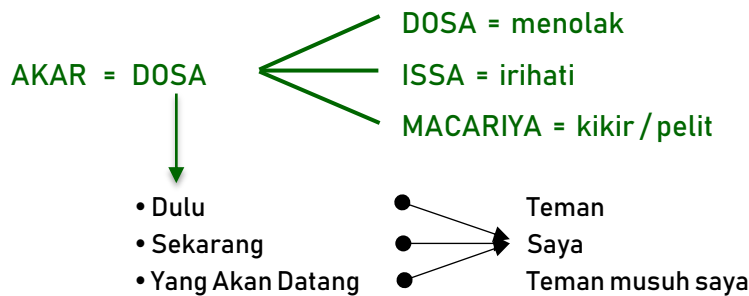 DOSA = menolak
AKAR = DOSA
ISSA = irihati
MACARIYA = kikir / pelit
• Dulu
Teman
• Sekarang
Saya
• Yang Akan Datang
Teman musuh saya